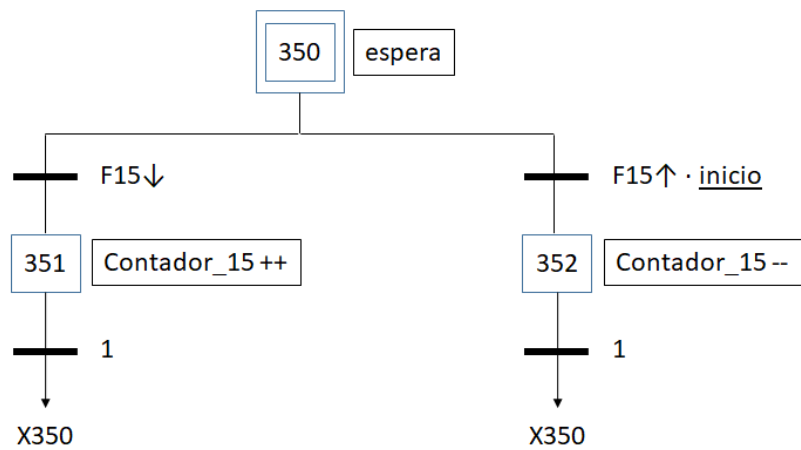 350 espera
F15↓ F15↑ · inicio
351 Contador_15 ++ 352 Contador_15 --
1 1
X350 X350